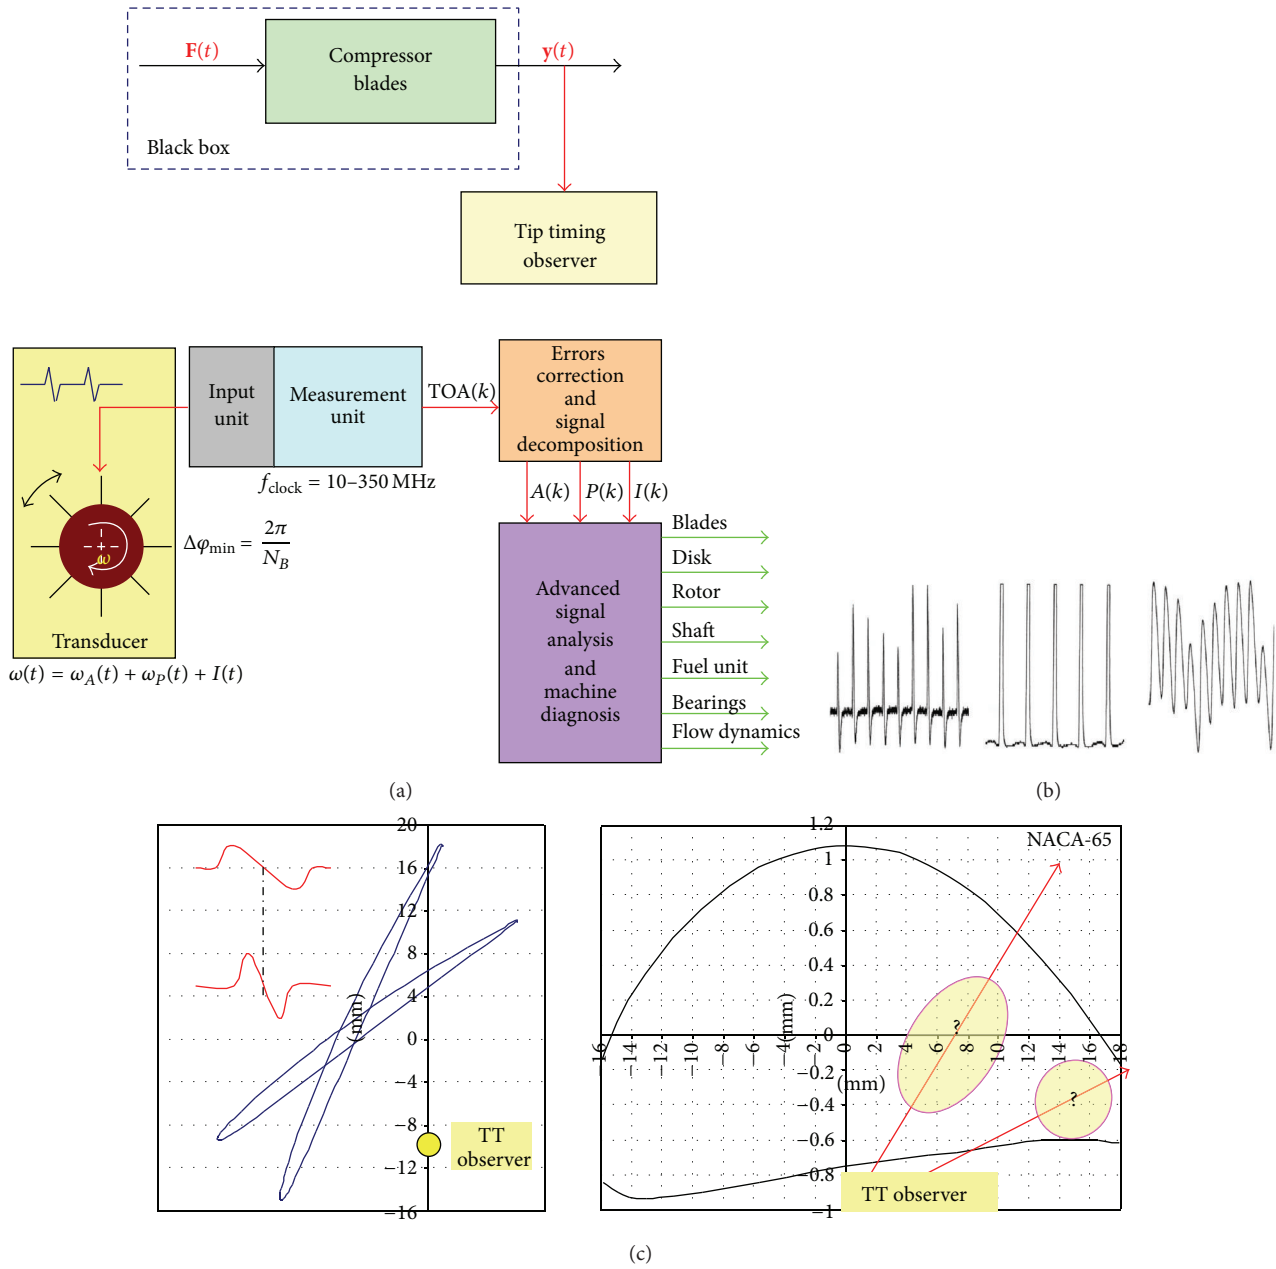 F(t)
Compressor
blades
y(t)
Black box
Tip timing
observer
Input
unit
Measurement
unit
TOA(k)
Errors
correction
and
signal
decomposition
f_clock = 10–350 MHz
A(k)
P(k)
I(k)
Δφ_min = 2π/N_B
ω
Transducer
ω(t) = ω_A(t) + ω_P(t) + I(t)
Advanced
signal
analysis
and
machine
diagnosis
Blades
Disk
Rotor
Shaft
Fuel unit
Bearings
Flow dynamics
(a)
(b)
20
16
12
8
4
0
−4
−8
−12
−16
(mm)
TT
observer
1.2
1
0.8
0.6
0.4
0.2
0
−0.2
−0.4
−0.6
−0.8
−1
(mm)
NACA-65
?
?
−16
−14
−12
−10
−8
−6
−4
−2
0
2
4
6
8
10
12
14
16
18
(mm)
TT observer
(c)